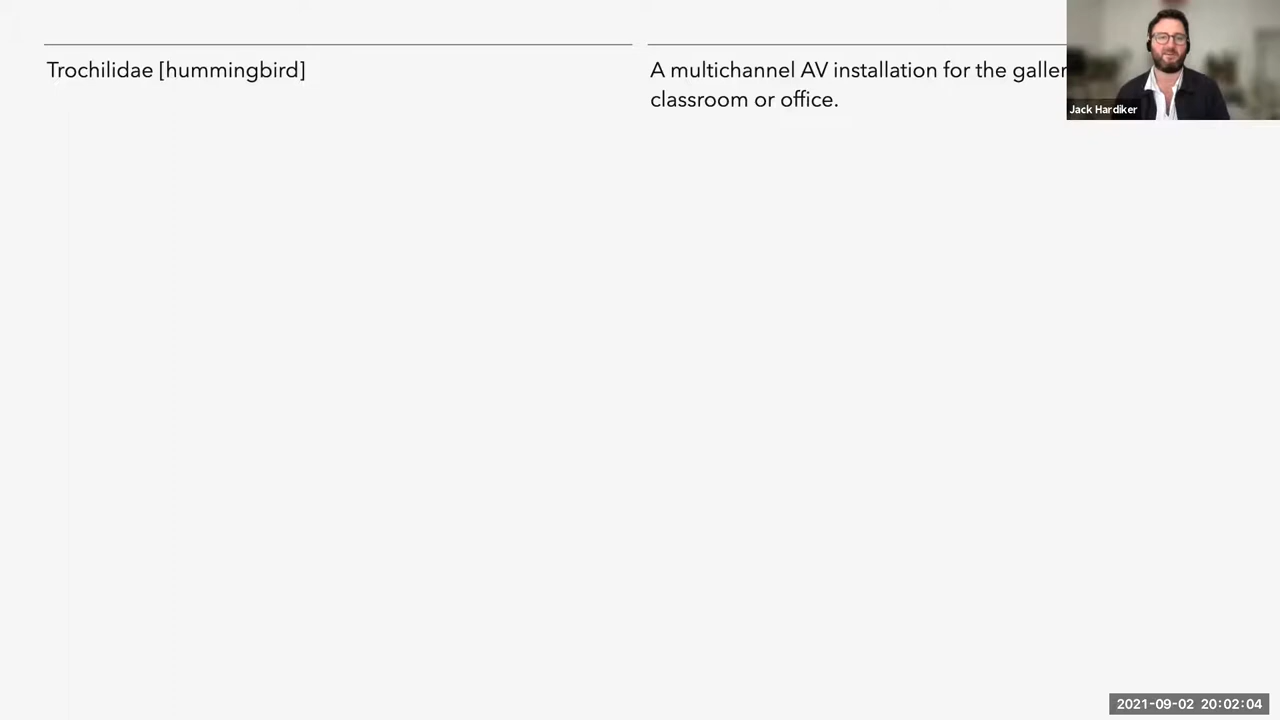 Trochilidae [hummingbird]
A multichannel AV installation for the galler
classroom or office.
Jack Hardiker
2021-09-02 20:02:04